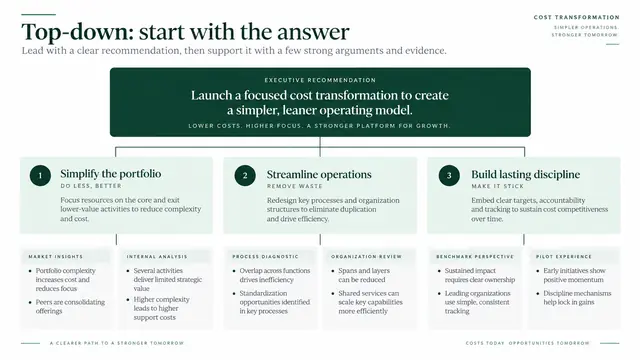 Top-down: start with the answer
Lead with a clear recommendation, then support it with a few strong arguments and evidence.
COST TRANSFORMATION
SIMPLER OPERATIONS.
STRONGER TOMORROW.
EXECUTIVE RECOMMENDATION
Launch a focused cost transformation to create
a simpler, leaner operating model.
LOWER COSTS. HIGHER FOCUS. A STRONGER PLATFORM FOR GROWTH.
1
Simplify the portfolio
DO LESS, BETTER
Focus resources on the core and exit
lower-value activities to reduce complexity
and cost.
2
Streamline operations
REMOVE WASTE
Redesign key processes and organization
structures to eliminate duplication
and drive efficiency.
3
Build lasting discipline
MAKE IT STICK
Embed clear targets, accountability
and tracking to sustain cost competitiveness
over time.
MARKET INSIGHTS
• Portfolio complexity
increases cost and
reduces focus
• Peers are consolidating
offerings
INTERNAL ANALYSIS
• Several activities
deliver limited strategic
value
• Higher complexity
leads to higher
support costs
PROCESS DIAGNOSTIC
• Overlap across functions
drives inefficiency
• Standardization
opportunities identified
in key processes
ORGANIZATION REVIEW
• Spans and layers
can be reduced
• Shared services can
scale key capabilities
more efficiently
BENCHMARK PERSPECTIVE
• Sustained impact
requires clear ownership
• Leading organizations
use simple, consistent
tracking
PILOT EXPERIENCE
• Early initiatives show
positive momentum
• Discipline mechanisms
help lock in gains
A CLEARER PATH TO A STRONGER TOMORROW
COSTS TODAY. OPPORTUNITIES TOMORROW.